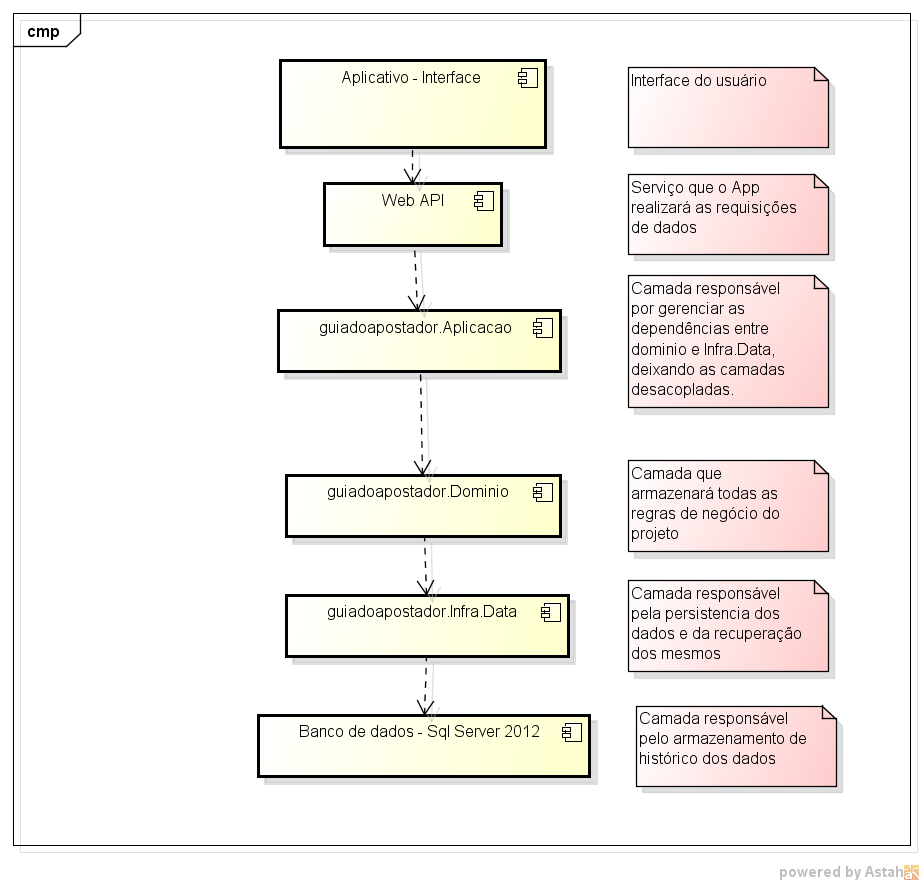 cmp
Aplicativo - Interface
Interface do usuário
Web API
Serviço que o App
realizará as requisições
de dados
guiadoapostador.Aplicacao
Camada responsável
por gerenciar as
dependências entre
dominio e Infra.Data,
deixando as camadas
desacopladas.
guiadoapostador.Dominio
Camada que
armazenará todas as
regras de negócio do
projeto
guiadoapostador.Infra.Data
Camada responsável
pela persistencia dos
dados e da recuperação
dos mesmos
Banco de dados - Sql Server 2012
Camada responsável
pelo armazenamento de
histórico dos dados
powered by Astah